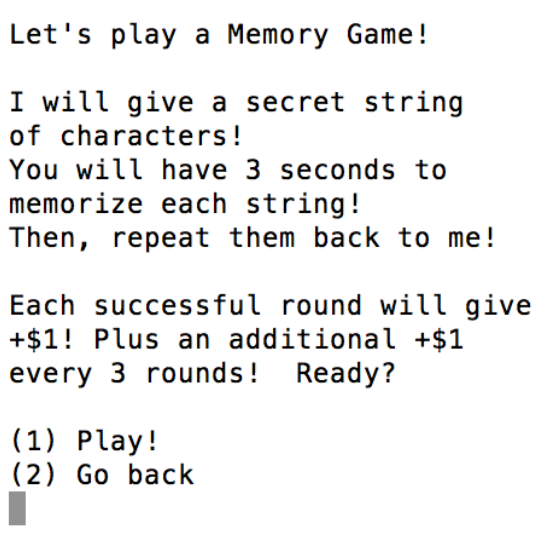 Let's play a Memory Game!
I will give a secret string
of characters!
You will have 3 seconds to
memorize each string!
Then, repeat them back to me!
Each successful round will give
+$1! Plus an additional +$1
every 3 rounds!  Ready?
(1) Play!
(2) Go back